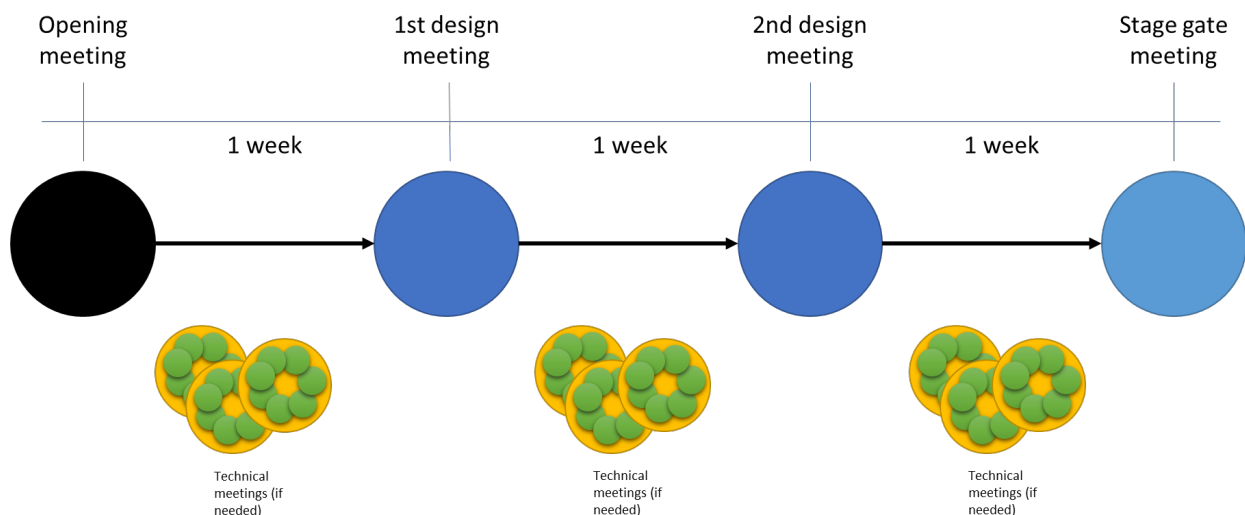 Opening
meeting
1st design
meeting
2nd design
meeting
Stage gate
meeting
1 week
1 week
1 week
Technical
meetings (if
needed)
Technical
meetings (if
needed)
Technical
meetings (if
needed)